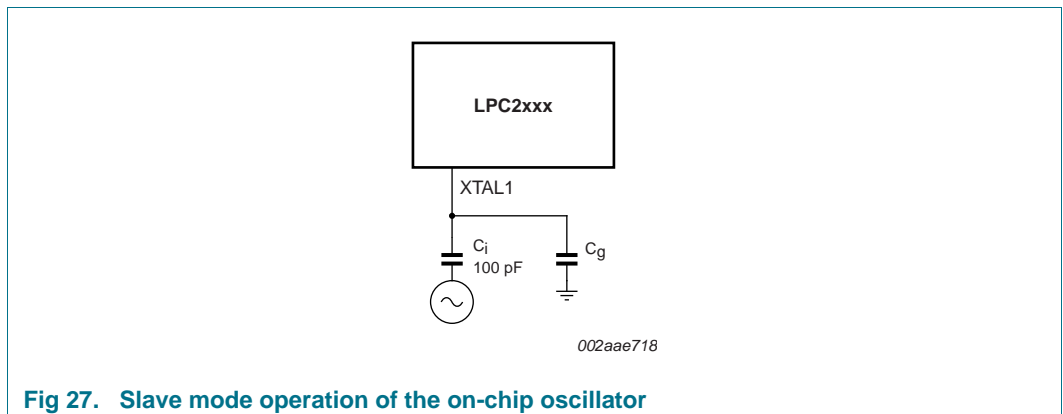 LPC2xxx
XTAL1
Ci
100 pF
Cg
002aae718
Fig 27. Slave mode operation of the on-chip oscillator